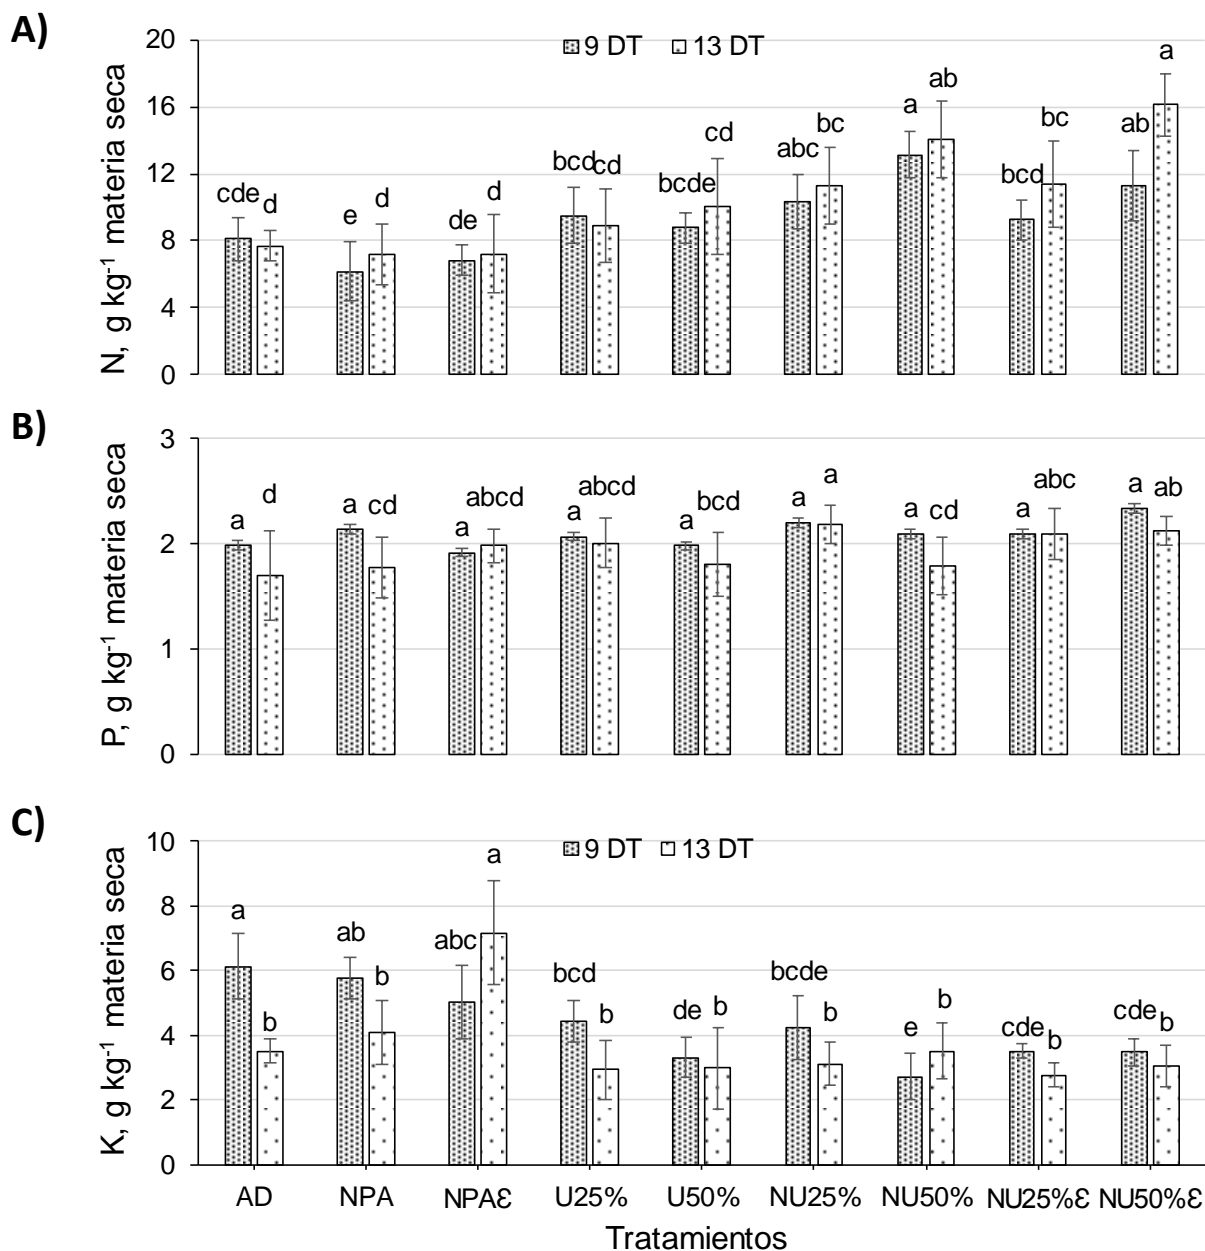 A)
N, g kg⁻¹ materia seca
20
16
12
8
4
0
9 DT 13 DT
cde d e d de d bcd cd bcde cd abc bc a ab bcd bc ab a
B)
P, g kg⁻¹ materia seca
3
2
1
0
a d a cd a abcd a abcd a bcd a a a cd a abc a ab
C)
K, g kg⁻¹ materia seca
10
8
6
4
2
0
9 DT 13 DT
a b ab b abc a bcd b de b bcde b e b cde b cde b
AD NPA NPAƐ U25% U50% NU25% NU50% NU25%Ɛ NU50%Ɛ
Tratamientos